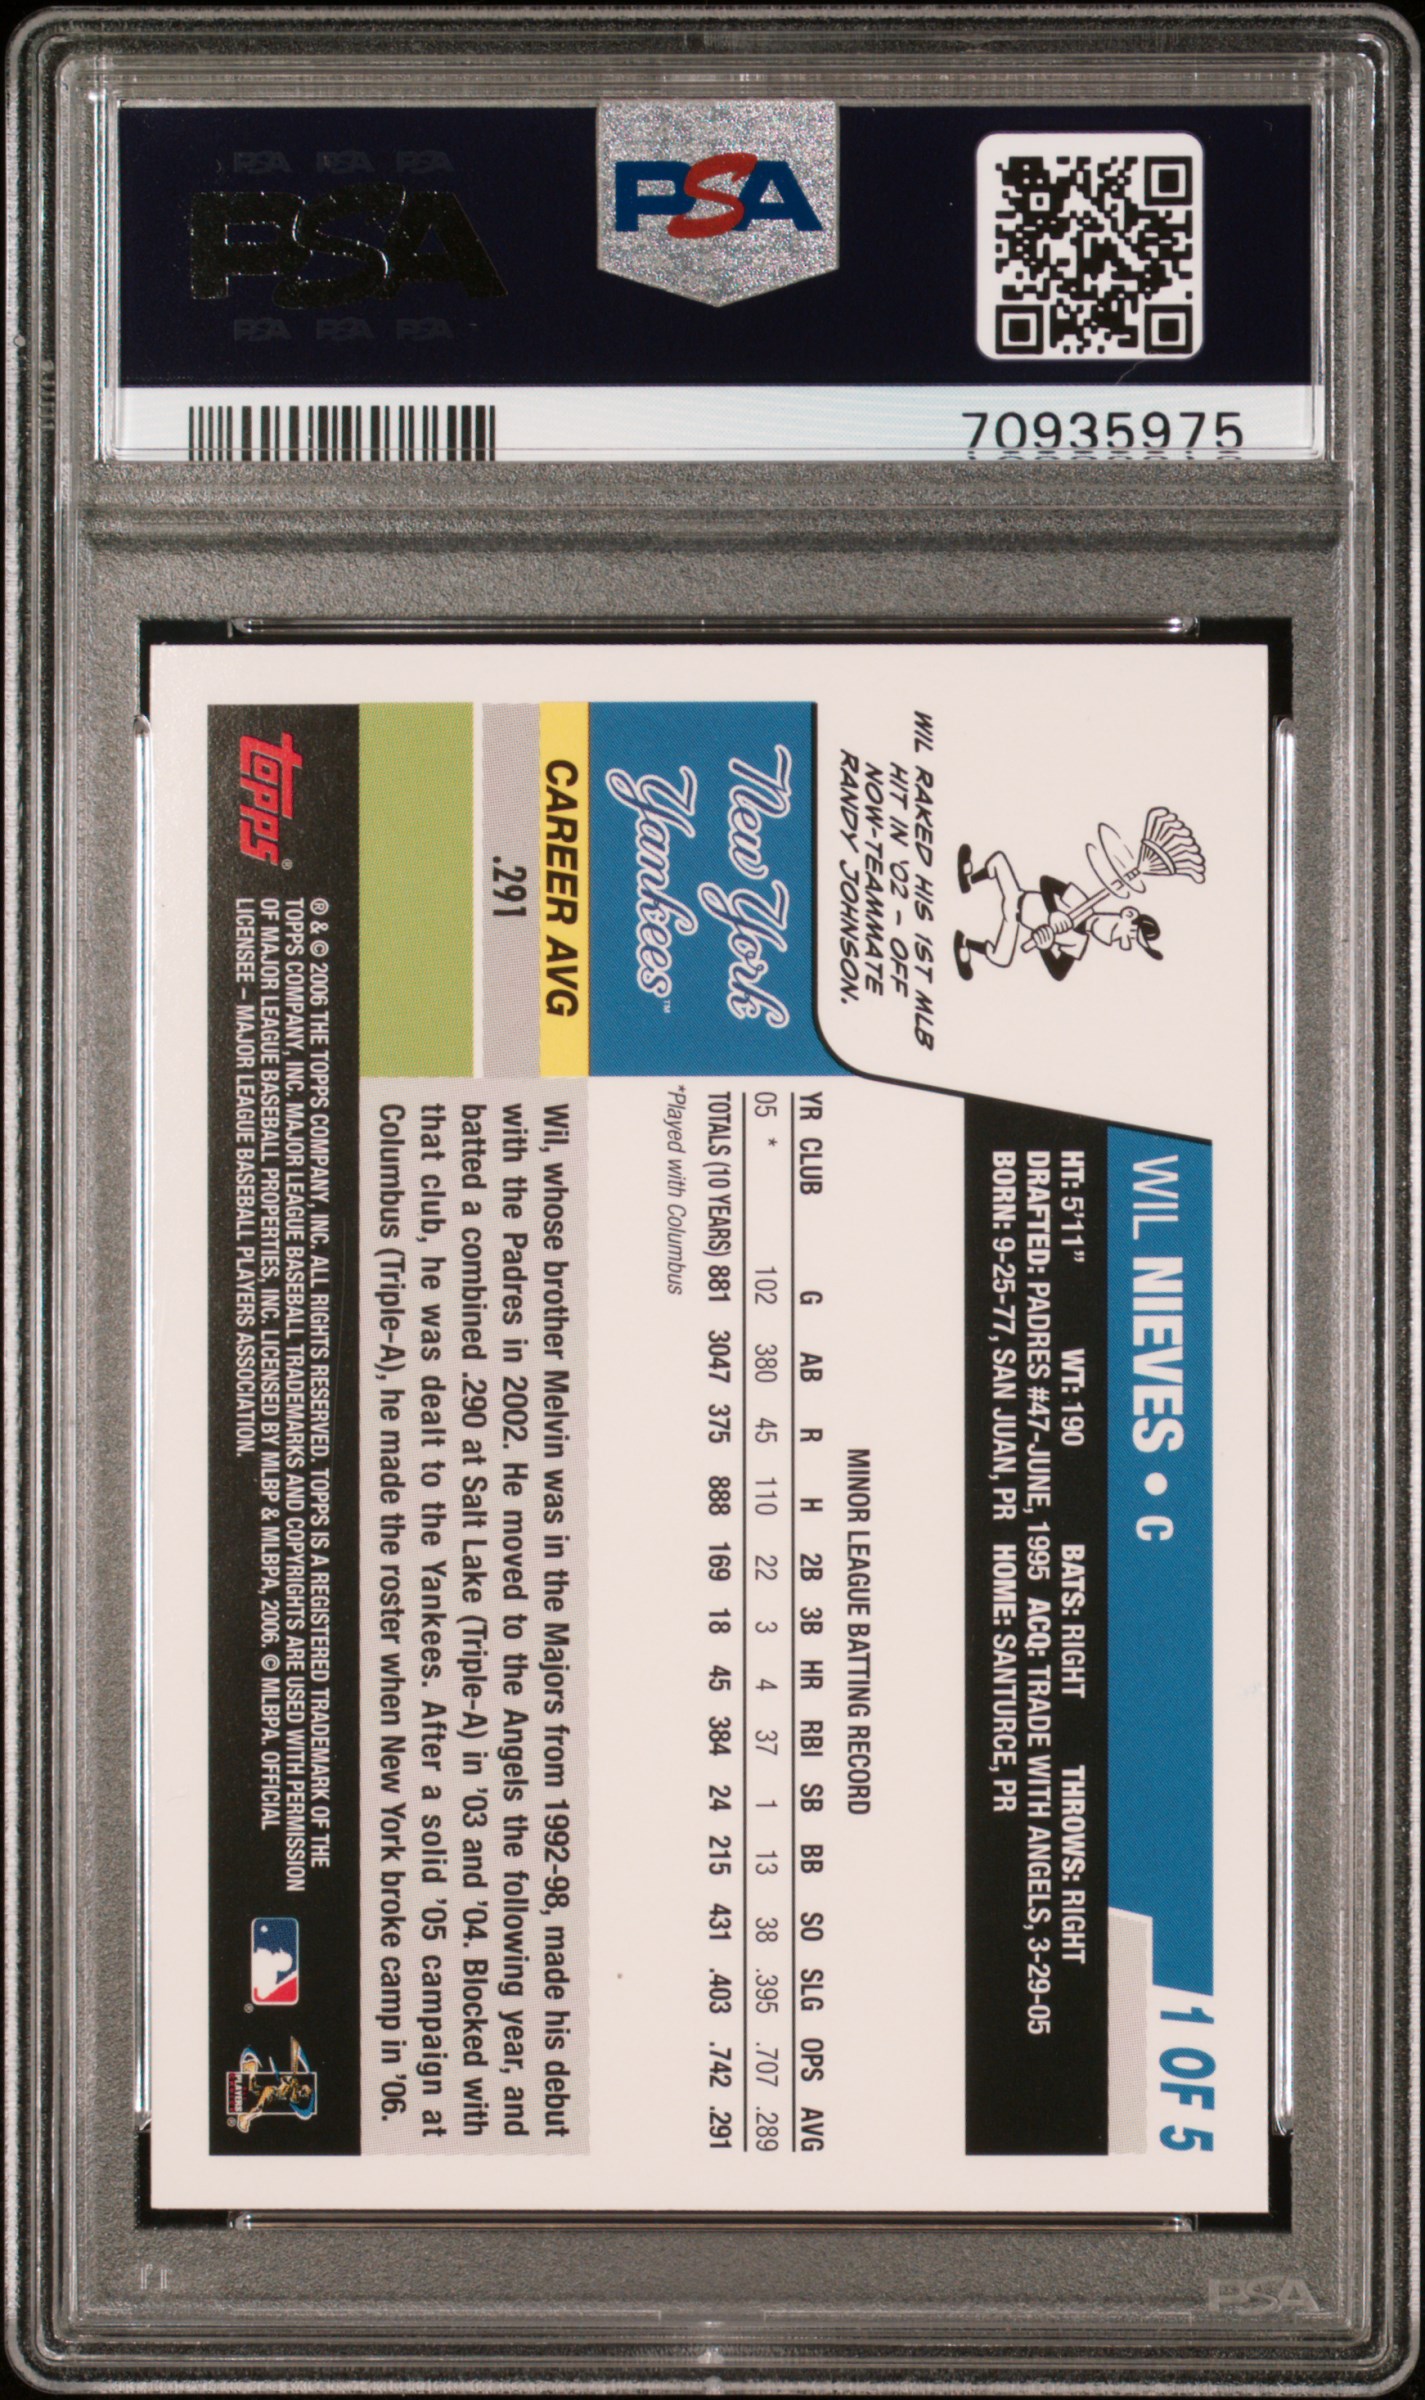 PSA PSA PSA
PSA
PSA PSA PSA
PSA
70935975
1 OF 5
WIL NIEVES • C
HT: 5'11" WT: 190 BATS: RIGHT THROWS: RIGHT
DRAFTED: PADRES #47-JUNE, 1995 ACQ: TRADE WITH ANGELS, 3-29-05
BORN: 9-25-77, SAN JUAN, PR HOME: SANTURCE, PR
WIL RAKED HIS 1ST MLB
HIT IN '02 – OFF
NOW-TEAMMATE
RANDY JOHNSON.
MINOR LEAGUE BATTING RECORD
YR CLUB G AB R H 2B 3B HR RBI SB BB SO SLG OPS AVG
05 * 102 380 45 110 22 3 4 37 1 13 38 .395 .707 .289
TOTALS (10 YEARS) 881 3047 375 888 169 18 45 384 24 215 431 .403 .742 .291
*Played with Columbus
New York
Yankees™
CAREER AVG
.291
Wil, whose brother Melvin was in the Majors from 1992-98, made his debut
with the Padres in 2002. He moved to the Angels the following year, and
batted a combined .290 at Salt Lake (Triple-A) in '03 and '04. Blocked with
that club, he was dealt to the Yankees. After a solid '05 campaign at
Columbus (Triple-A), he made the roster when New York broke camp in '06.
topps®
® & © 2006 THE TOPPS COMPANY, INC. ALL RIGHTS RESERVED. TOPPS IS A REGISTERED TRADEMARK OF THE
TOPPS COMPANY, INC. MAJOR LEAGUE BASEBALL TRADEMARKS AND COPYRIGHTS ARE USED WITH PERMISSION
OF MAJOR LEAGUE BASEBALL PROPERTIES, INC. LICENSED BY MLBP & MLBPA, 2006. © MLBPA. OFFICIAL
LICENSEE – MAJOR LEAGUE BASEBALL PLAYERS ASSOCIATION.
PSA